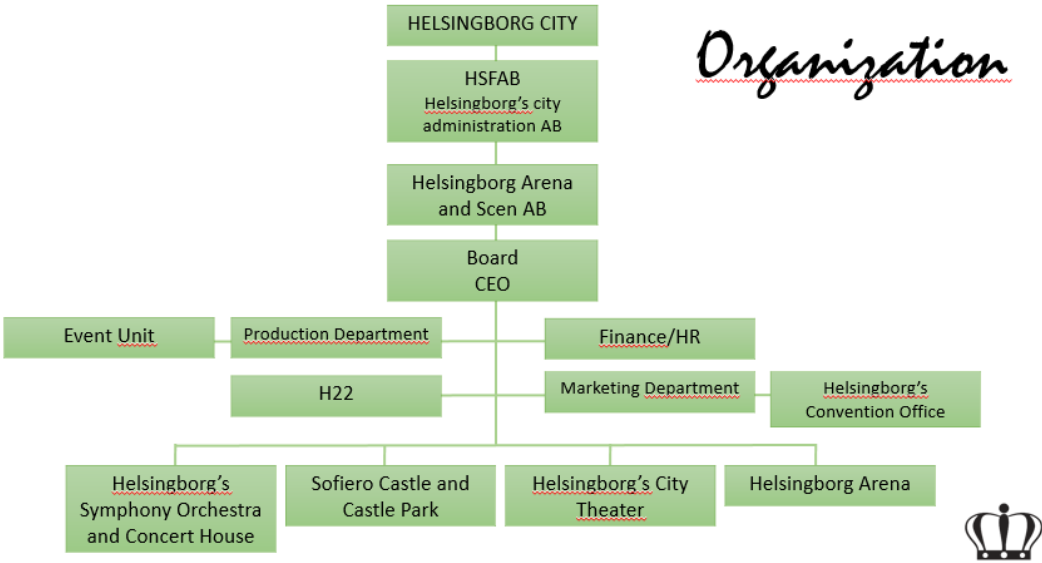 HELSINGBORG CITY
Organization
HSFAB
Helsingborg's city
administration AB
Helsingborg Arena
and Scen AB
Board
CEO
Event Unit
Production Department
Finance/HR
H22
Marketing Department
Helsingborg's
Convention Office
Helsingborg's
Symphony Orchestra
and Concert House
Sofiero Castle and
Castle Park
Helsingborg's City
Theater
Helsingborg Arena